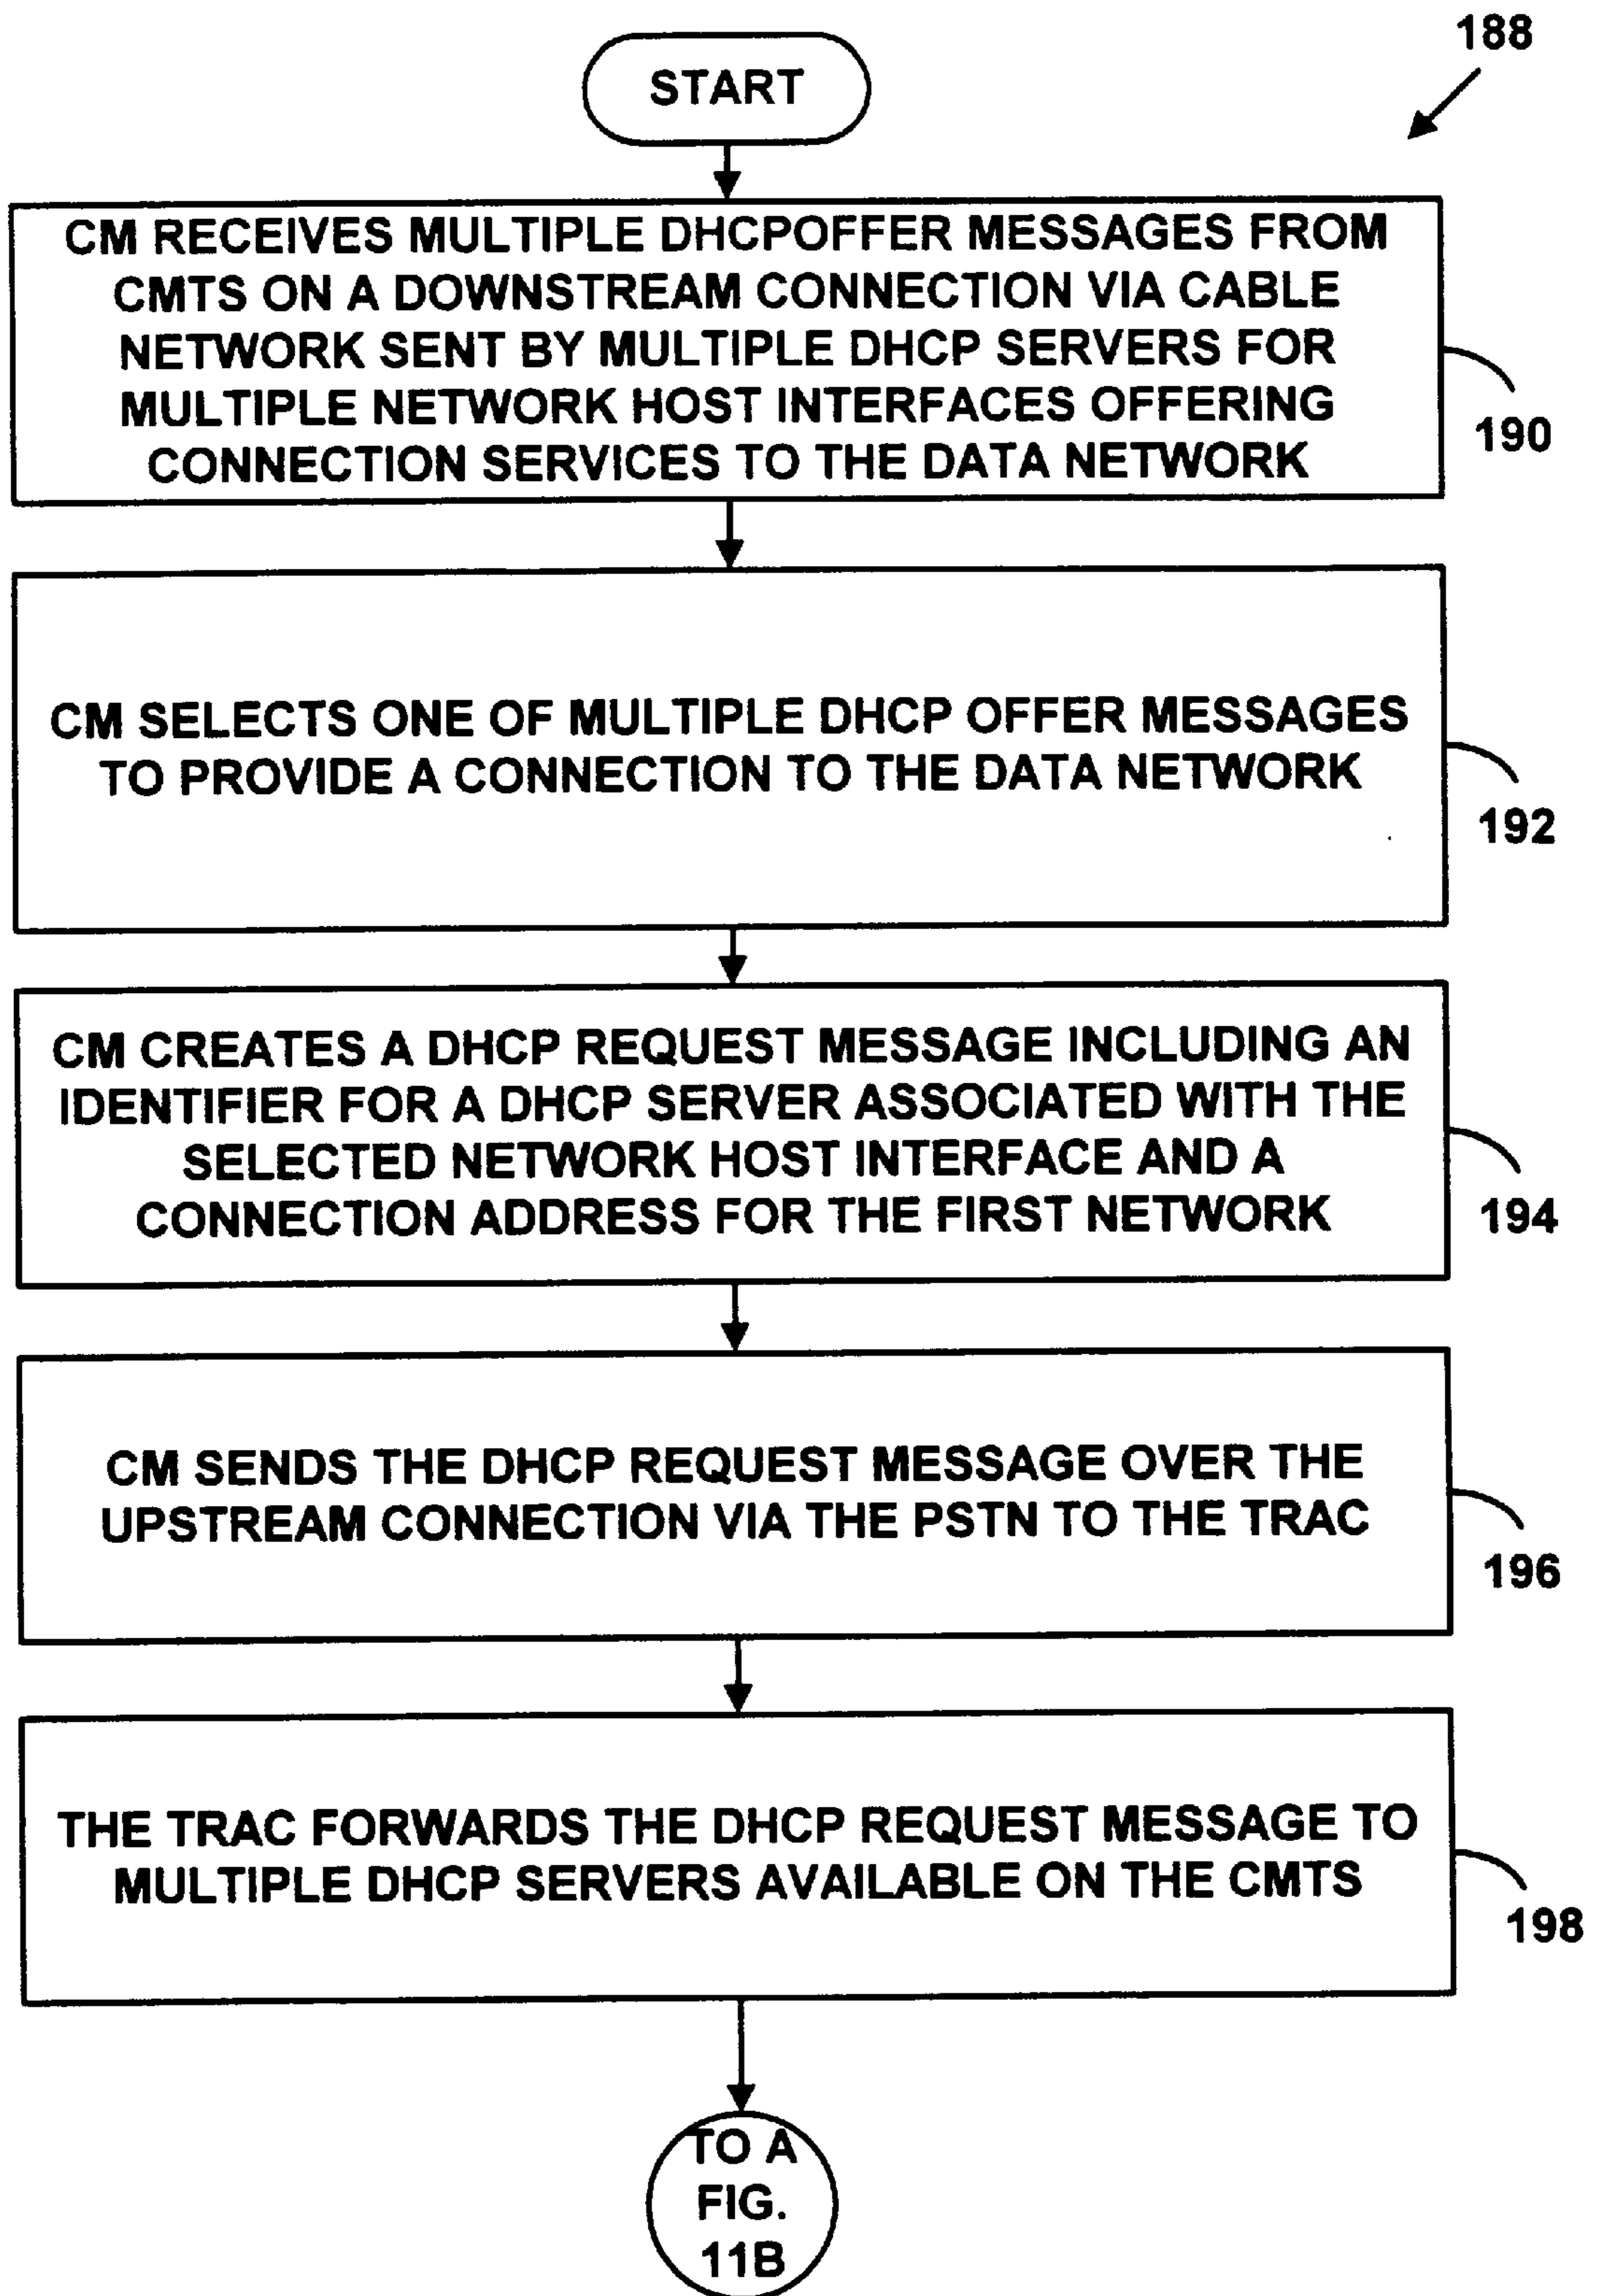 188
START
CM RECEIVES MULTIPLE DHCPOFFER MESSAGES FROM
CMTS ON A DOWNSTREAM CONNECTION VIA CABLE
NETWORK SENT BY MULTIPLE DHCP SERVERS FOR
MULTIPLE NETWORK HOST INTERFACES OFFERING
CONNECTION SERVICES TO THE DATA NETWORK
190
CM SELECTS ONE OF MULTIPLE DHCP OFFER MESSAGES
TO PROVIDE A CONNECTION TO THE DATA NETWORK
192
CM CREATES A DHCP REQUEST MESSAGE INCLUDING AN
IDENTIFIER FOR A DHCP SERVER ASSOCIATED WITH THE
SELECTED NETWORK HOST INTERFACE AND A
CONNECTION ADDRESS FOR THE FIRST NETWORK
194
CM SENDS THE DHCP REQUEST MESSAGE OVER THE
UPSTREAM CONNECTION VIA THE PSTN TO THE TRAC
196
THE TRAC FORWARDS THE DHCP REQUEST MESSAGE TO
MULTIPLE DHCP SERVERS AVAILABLE ON THE CMTS
198
TO A
FIG.
11B